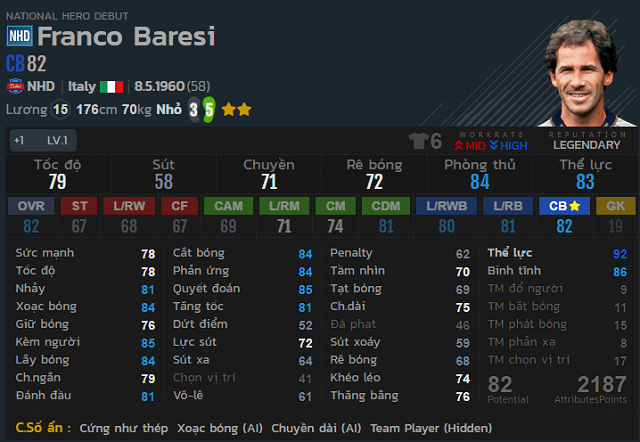 NATIONAL HERO DEBUT
NHD Franco Baresi
CB 82
NHD Italy 8.5.1960 (58)
Lương 15 176cm 70kg Nhỏ 3 5
+1 LV.1 6 WORKRATE MID HIGH REPUTATION LEGENDARY
Tốc độ Sút Chuyền Rê bóng Phòng thủ Thể lực
79 58 71 72 84 83
OVR ST L/RW CF CAM L/RM CM CDM L/RWB L/RB CB GK
82 67 68 67 69 71 74 81 80 81 82 19
Sức mạnh 78 Cắt bóng 84 Penalty 62 Thể lực 92
Tốc độ 78 Phản ứng 84 Tầm nhìn 70 Bình tĩnh 86
Nhảy 81 Quyết đoán 85 Tạt bóng 69 TM đổ người 9
Xoạc bóng 84 Tăng tốc 81 Ch.dài 75 TM bắt bóng 11
Giữ bóng 76 Dứt điểm 52 Đá phạt 46 TM phát bóng 15
Kèm người 85 Lực sút 72 Sút xoáy 59 TM phản xạ 8
Lấy bóng 84 Sút xa 64 Rê bóng 68 TM chọn vị trí 17
Ch.ngắn 79 Chọn vị trí 41 Khéo léo 74 82 2187
Đánh đầu 81 Vô-lê 61 Thăng bằng 76 Potential AttributesPoints
C.Số ẩn : Cứng như thép Xoạc bóng (AI) Chuyền dài (AI) Team Player (Hidden)